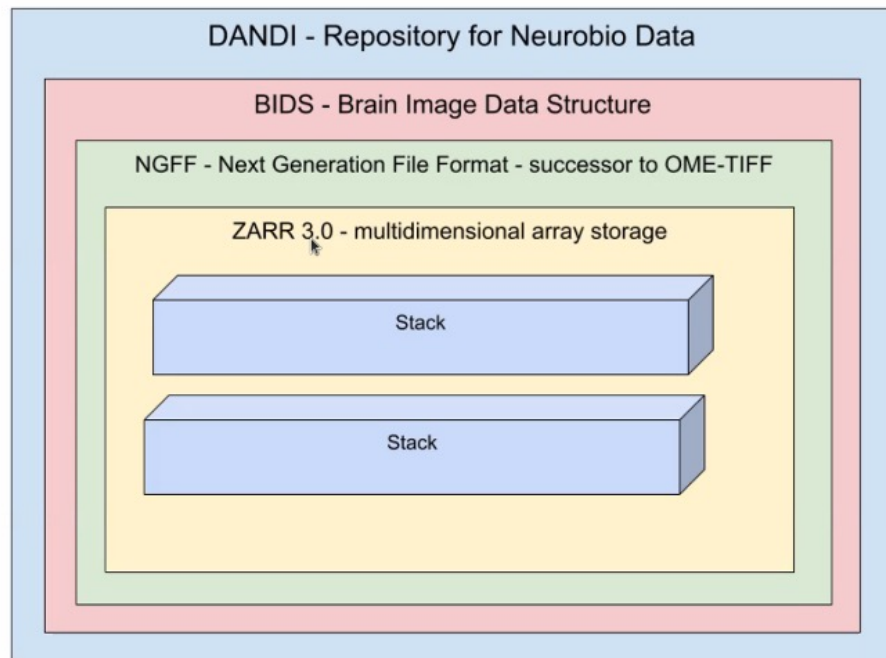 DANDI - Repository for Neurobio Data
BIDS - Brain Image Data Structure
NGFF - Next Generation File Format - successor to OME-TIFF
ZARR 3.0 - multidimensional array storage
Stack
Stack